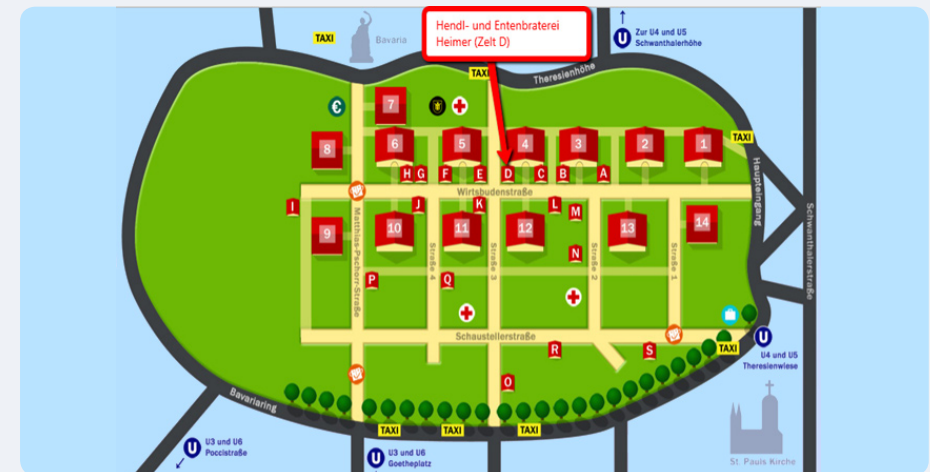 Hendl- und Entenbraterei
Heimer (Zelt D)
TAXI
Bavaria
U
Zur U4 und U5
Schwanthalerhöhe
TAXI
Theresienhöhe
€
7
TAXI
8
6
5
4
3
2
1
H
G
F
E
D
C
B
A
Haupteingang
Wirtsbudenstraße
I
J
K
L
M
Schwanthalerstraße
9
10
11
12
13
14
Matthias-Pschorr-Straße
Straße 4
Straße 3
Straße 2
Straße 1
N
P
Q
Schaustellerstraße
R
S
TAXI
U
U4 und U5
Theresienwiese
O
Bavariaring
TAXI
TAXI
TAXI
U
U3 und U6
Poccistraße
U
U3 und U6
Goetheplatz
St. Pauls Kirche